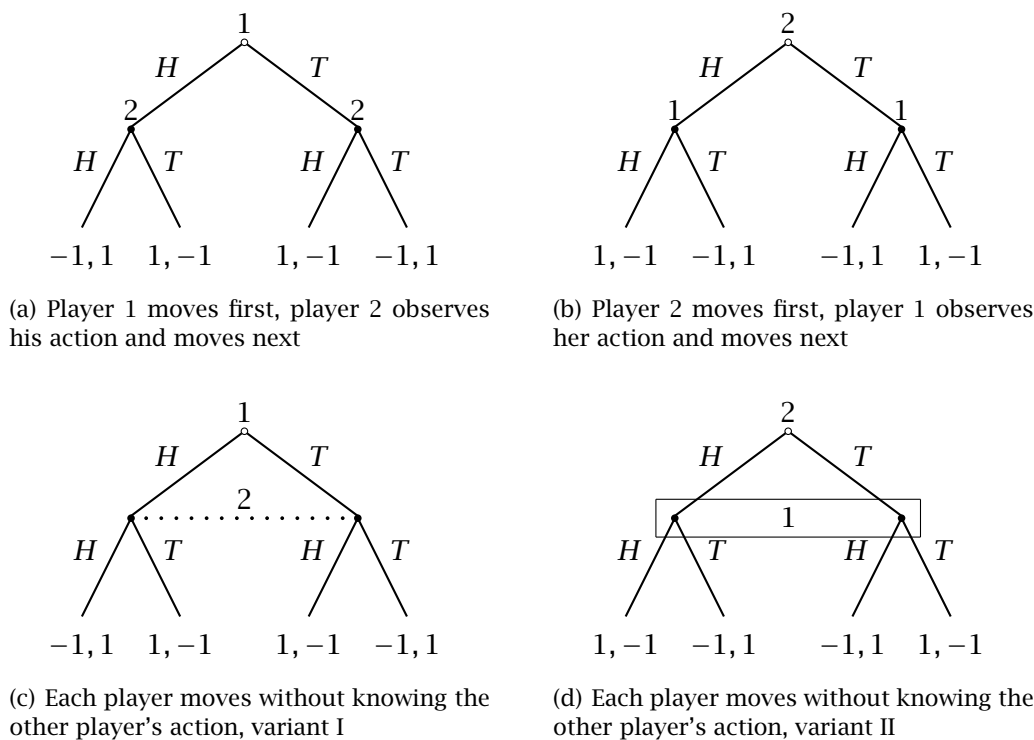 1
2
H
T
H
T
2
2
1
1
H
T
H
T
H
T
H
T
−1, 1
1, −1
1, −1
−1, 1
1, −1
−1, 1
−1, 1
1, −1
(a) Player 1 moves first, player 2 observes
his action and moves next
(b) Player 2 moves first, player 1 observes
her action and moves next
1
2
H
T
H
T
2
1
H
T
H
T
H
T
H
T
−1, 1
1, −1
1, −1
−1, 1
1, −1
−1, 1
−1, 1
1, −1
(c) Each player moves without knowing the
other player's action, variant I
(d) Each player moves without knowing the
other player's action, variant II